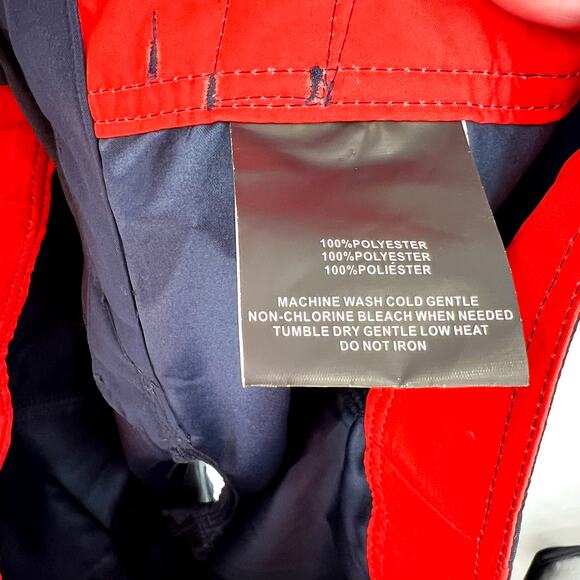 100%POLYESTER
100%POLYESTER
100%POLIÉSTER
MACHINE WASH COLD GENTLE
NON-CHLORINE BLEACH WHEN NEEDED
TUMBLE DRY GENTLE LOW HEAT
DO NOT IRON